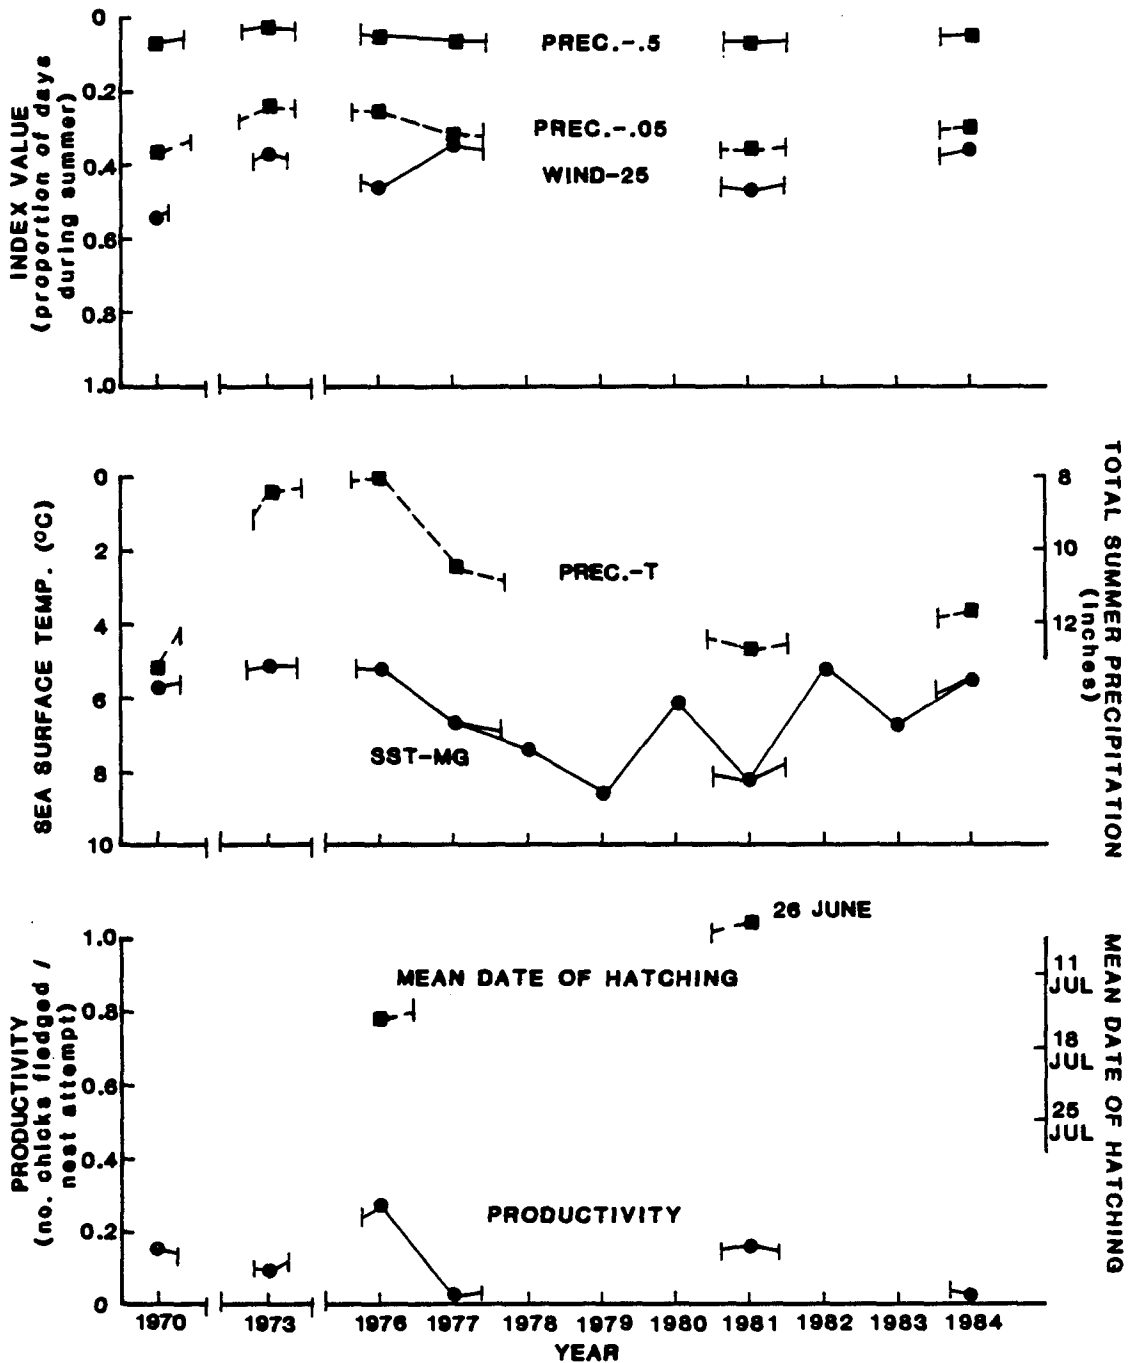 INDEX VALUE
(proportion of days
during summer)
0
0.2
0.4
0.6
0.8
1.0
PREC.-.5
PREC.-.05
WIND-25
SEA SURFACE TEMP. (ºC)
0
2
4
6
8
10
PREC.-T
SST-MG
8
10
12
TOTAL SUMMER PRECIPITATION
(inches)
PRODUCTIVITY
(no. chicks fledged /
nest attempt)
1.0
0.8
0.6
0.4
0.2
0
26 JUNE
MEAN DATE OF HATCHING
PRODUCTIVITY
11
JUL
18
JUL
25
JUL
MEAN DATE OF HATCHING
1970 1973 1976 1977 1978 1979 1980 1981 1982 1983 1984
YEAR